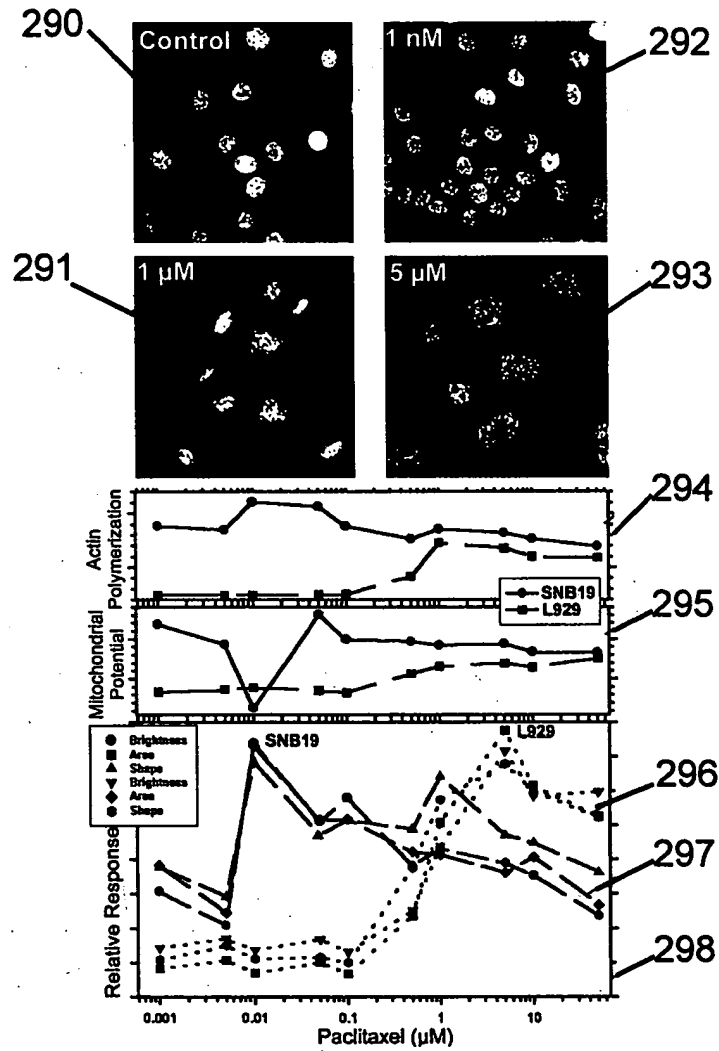 290
Control
1 nM
292
291
1 µM
5 µM
293
294
Actin
Polymerization
SNB19
L929
295
Mitochondrial
Potential
Brightness
Area
Shape
Brightness
Area
Shape
SNB19
L929
296
297
298
Relative Response
0.001
0.01
0.1
1
10
Paclitaxel (µM)